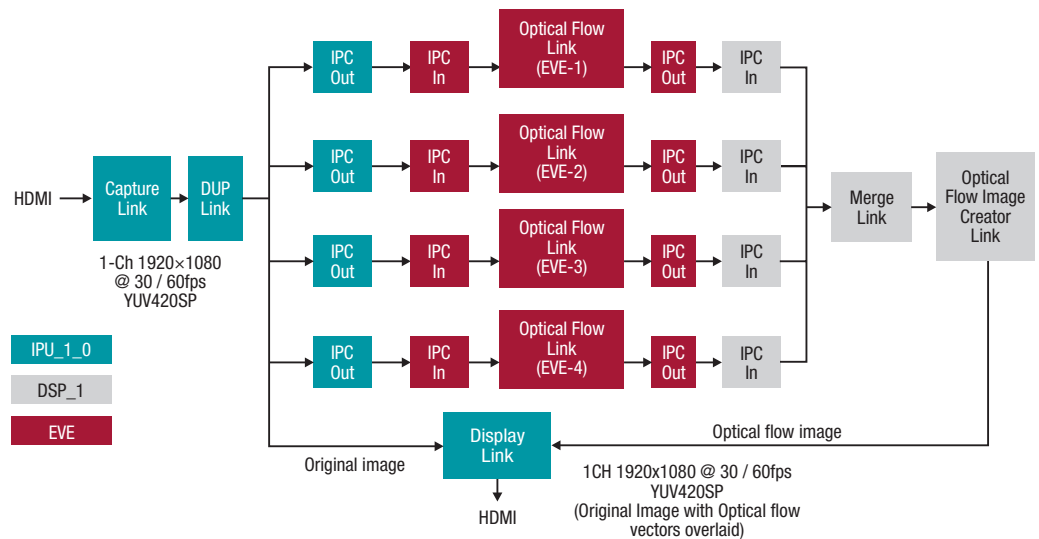 HDMI
Capture
Link
DUP
Link
1-Ch 1920×1080
@ 30 / 60fps
YUV420SP
IPC
Out
IPC
In
Optical Flow
Link
(EVE-1)
IPC
Out
IPC
In
IPC
Out
IPC
In
Optical Flow
Link
(EVE-2)
IPC
Out
IPC
In
IPC
Out
IPC
In
Optical Flow
Link
(EVE-3)
IPC
Out
IPC
In
IPC
Out
IPC
In
Optical Flow
Link
(EVE-4)
IPC
Out
IPC
In
Merge
Link
Optical
Flow Image
Creator
Link
IPU_1_0
DSP_1
EVE
Original image
Display
Link
HDMI
Optical flow image
1CH 1920x1080 @ 30 / 60fps
YUV420SP
(Original Image with Optical flow
vectors overlaid)